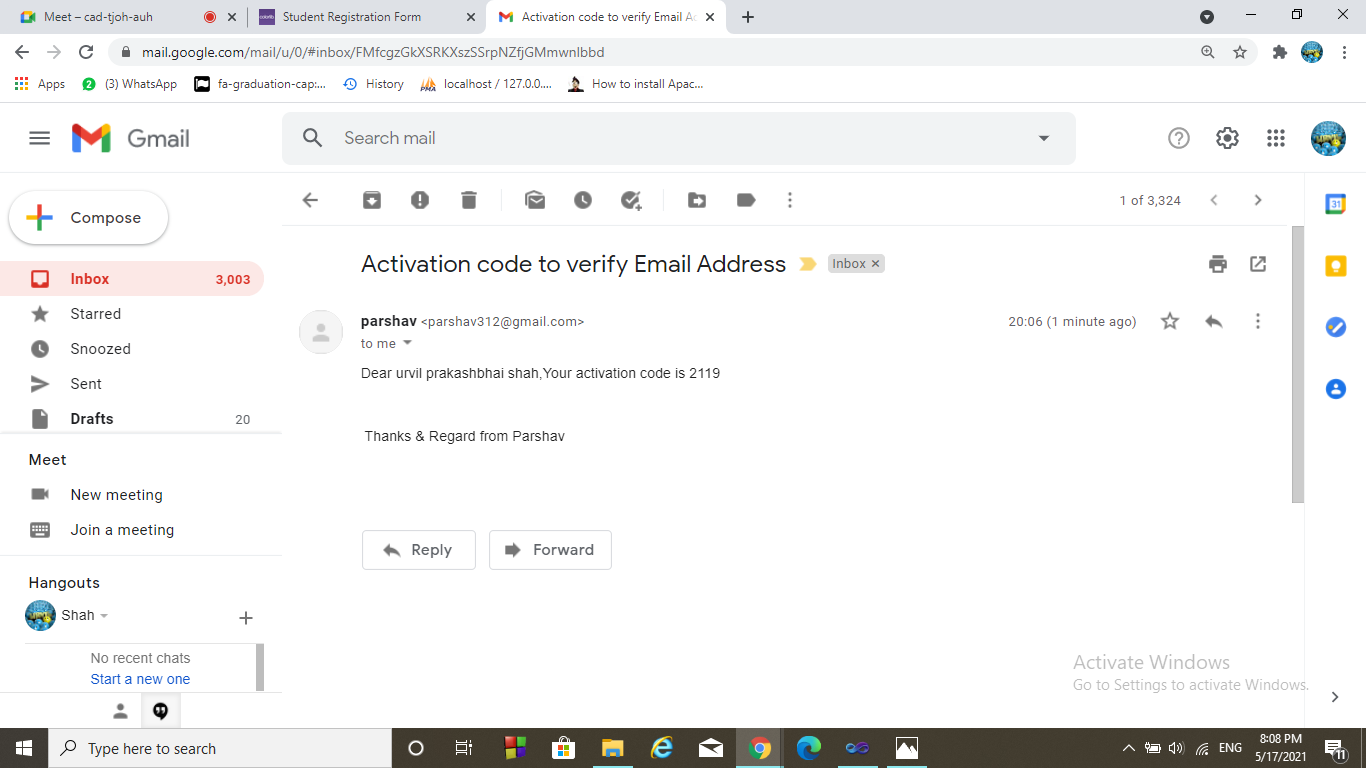 Meet – cad-tjoh-auh
Student Registration Form
Activation code to verify Email A
mail.google.com/mail/u/0/#inbox/FMfcgzGkXSRKXszSSrpNZfjGMmwnlbbd
Apps
2
(3) WhatsApp
fa-graduation-cap:...
History
PMA
localhost / 127.0.0....
How to install Apac...
Gmail
Search mail
Compose
1 of 3,324
31
Activation code to verify Email Address
Inbox ×
Inbox
3,003
Starred
parshav <parshav312@gmail.com>
20:06 (1 minute ago)
to me
Snoozed
Dear urvil prakashbhai shah,Your activation code is 2119
Sent
Drafts
20
Thanks & Regard from Parshav
Meet
New meeting
Join a meeting
Reply
Forward
Hangouts
Shah
No recent chats
Start a new one
Activate Windows
Go to Settings to activate Windows.
Type here to search
ENG
8:08 PM
5/17/2021
11